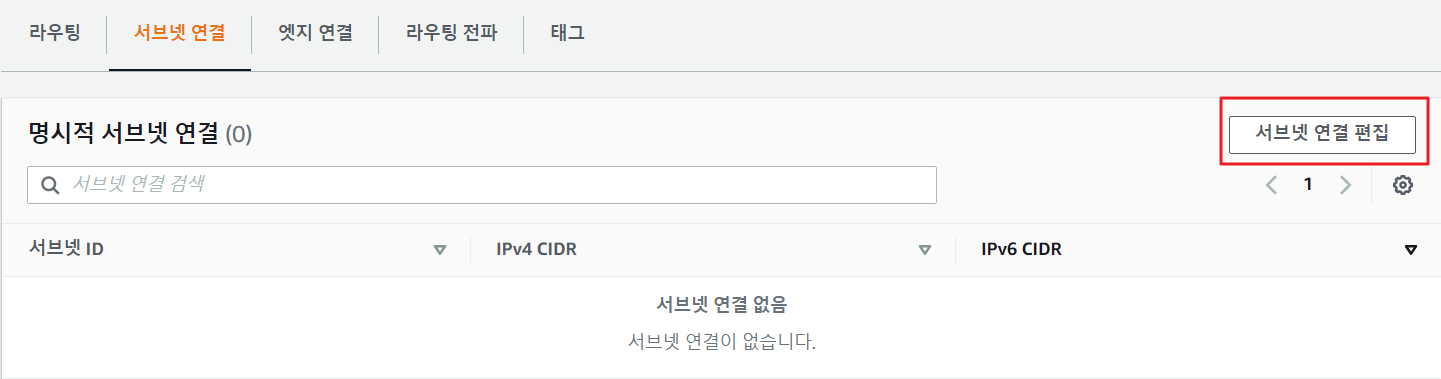 라우팅 서브넷 연결 엣지 연결 라우팅 전파 태그
명시적 서브넷 연결 (0)
서브넷 연결 편집
서브넷 연결 검색
1
서브넷 ID IPv4 CIDR IPv6 CIDR
서브넷 연결 없음
서브넷 연결이 없습니다.